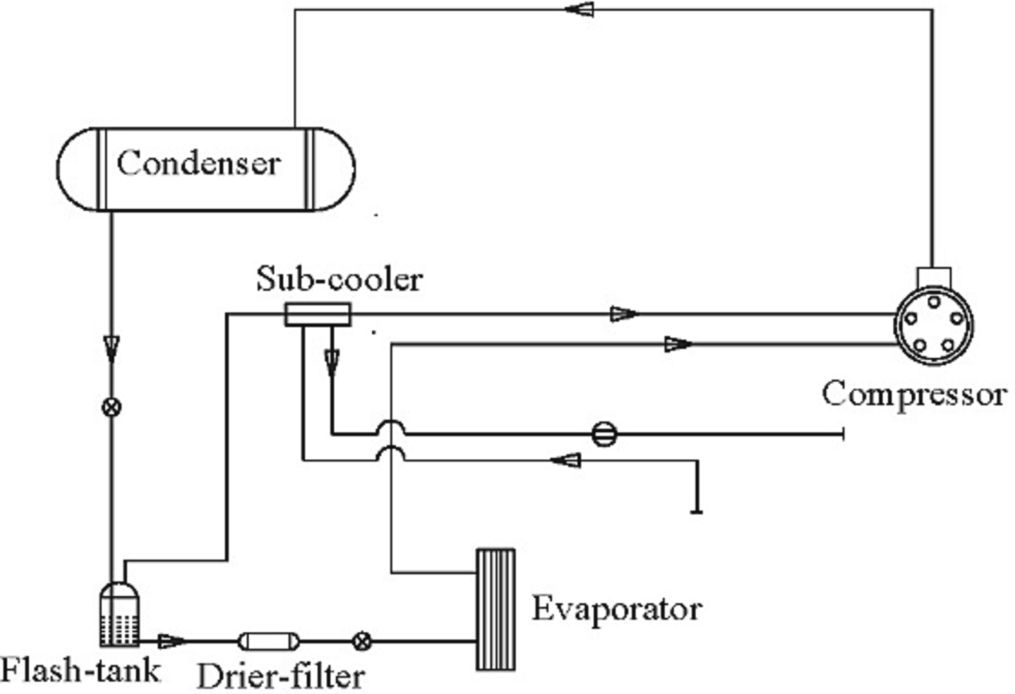 Condenser
Sub-cooler
Compressor
Evaporator
Flash-tank
Drier-filter